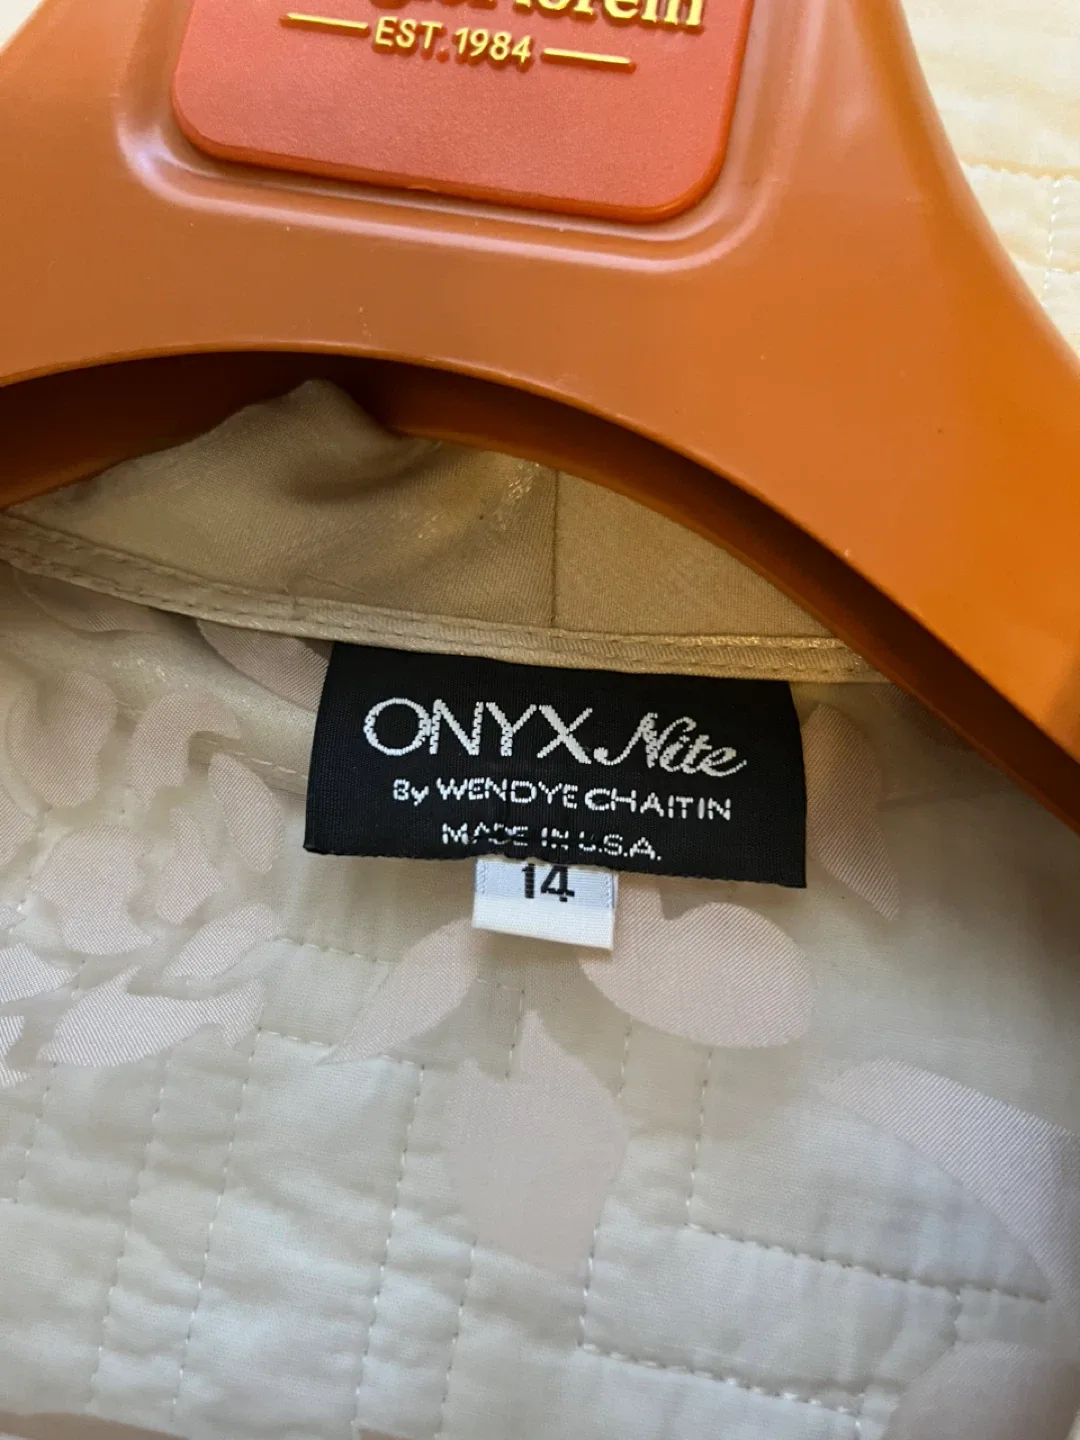 EST. 1984
ONYX Nite
By WENDYE CHAITIN
MADE IN U.S.A.
14